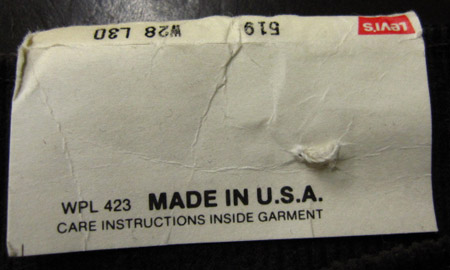 519 W28 L30
LEVI'S
WPL 423 MADE IN U.S.A.
CARE INSTRUCTIONS INSIDE GARMENT